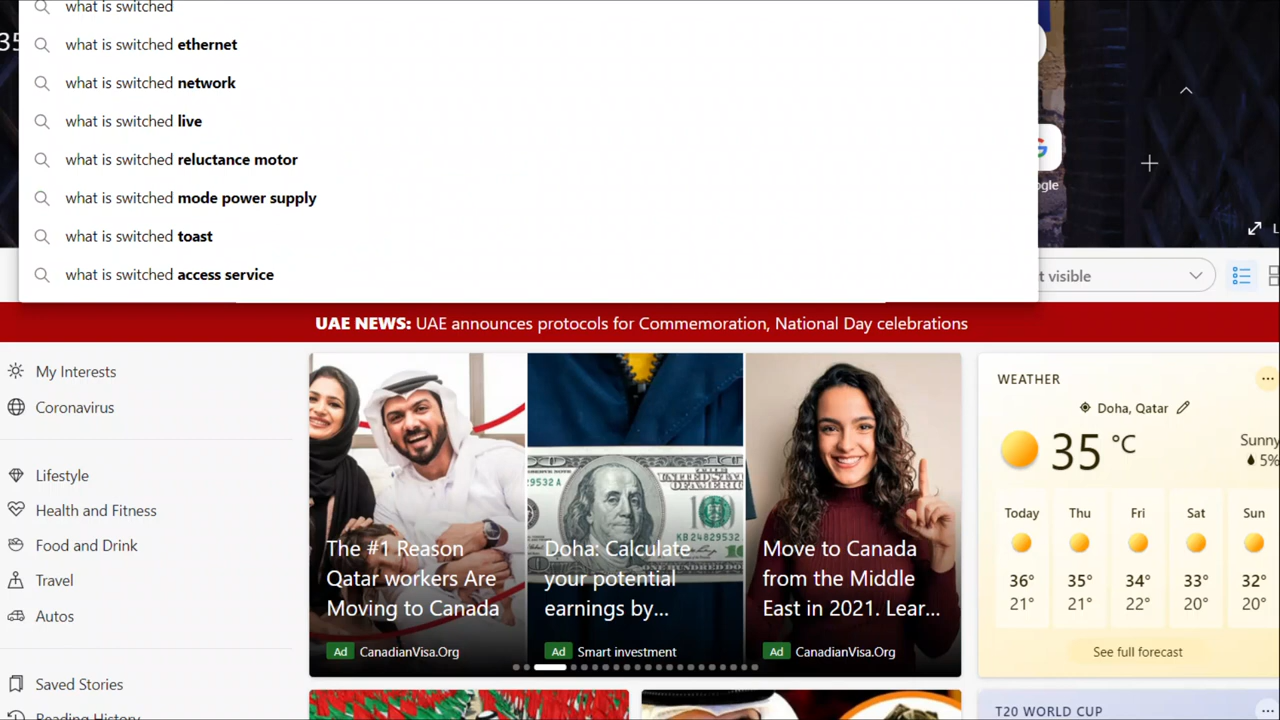 what is switched
35
what is switched ethernet
what is switched network
what is switched live
what is switched reluctance motor
what is switched mode power supply
what is switched toast
what is switched access service
ogle
L
t visible
UAE NEWS: UAE announces protocols for Commemoration, National Day celebrations
My Interests
Coronavirus
Lifestyle
Health and Fitness
Food and Drink
Travel
Autos
Saved Stories
Reading History
The #1 Reason
Qatar workers Are
Moving to Canada
Ad CanadianVisa.Org
Doha: Calculate
your potential
earnings by...
Ad Smart investment
Move to Canada
from the Middle
East in 2021. Lear...
Ad CanadianVisa.Org
WEATHER
Doha, Qatar
35 °C
Sunny
5%
Today Thu Fri Sat Sun
36° 35° 34° 33° 32°
21° 21° 22° 20° 20°
See full forecast
T20 WORLD CUP